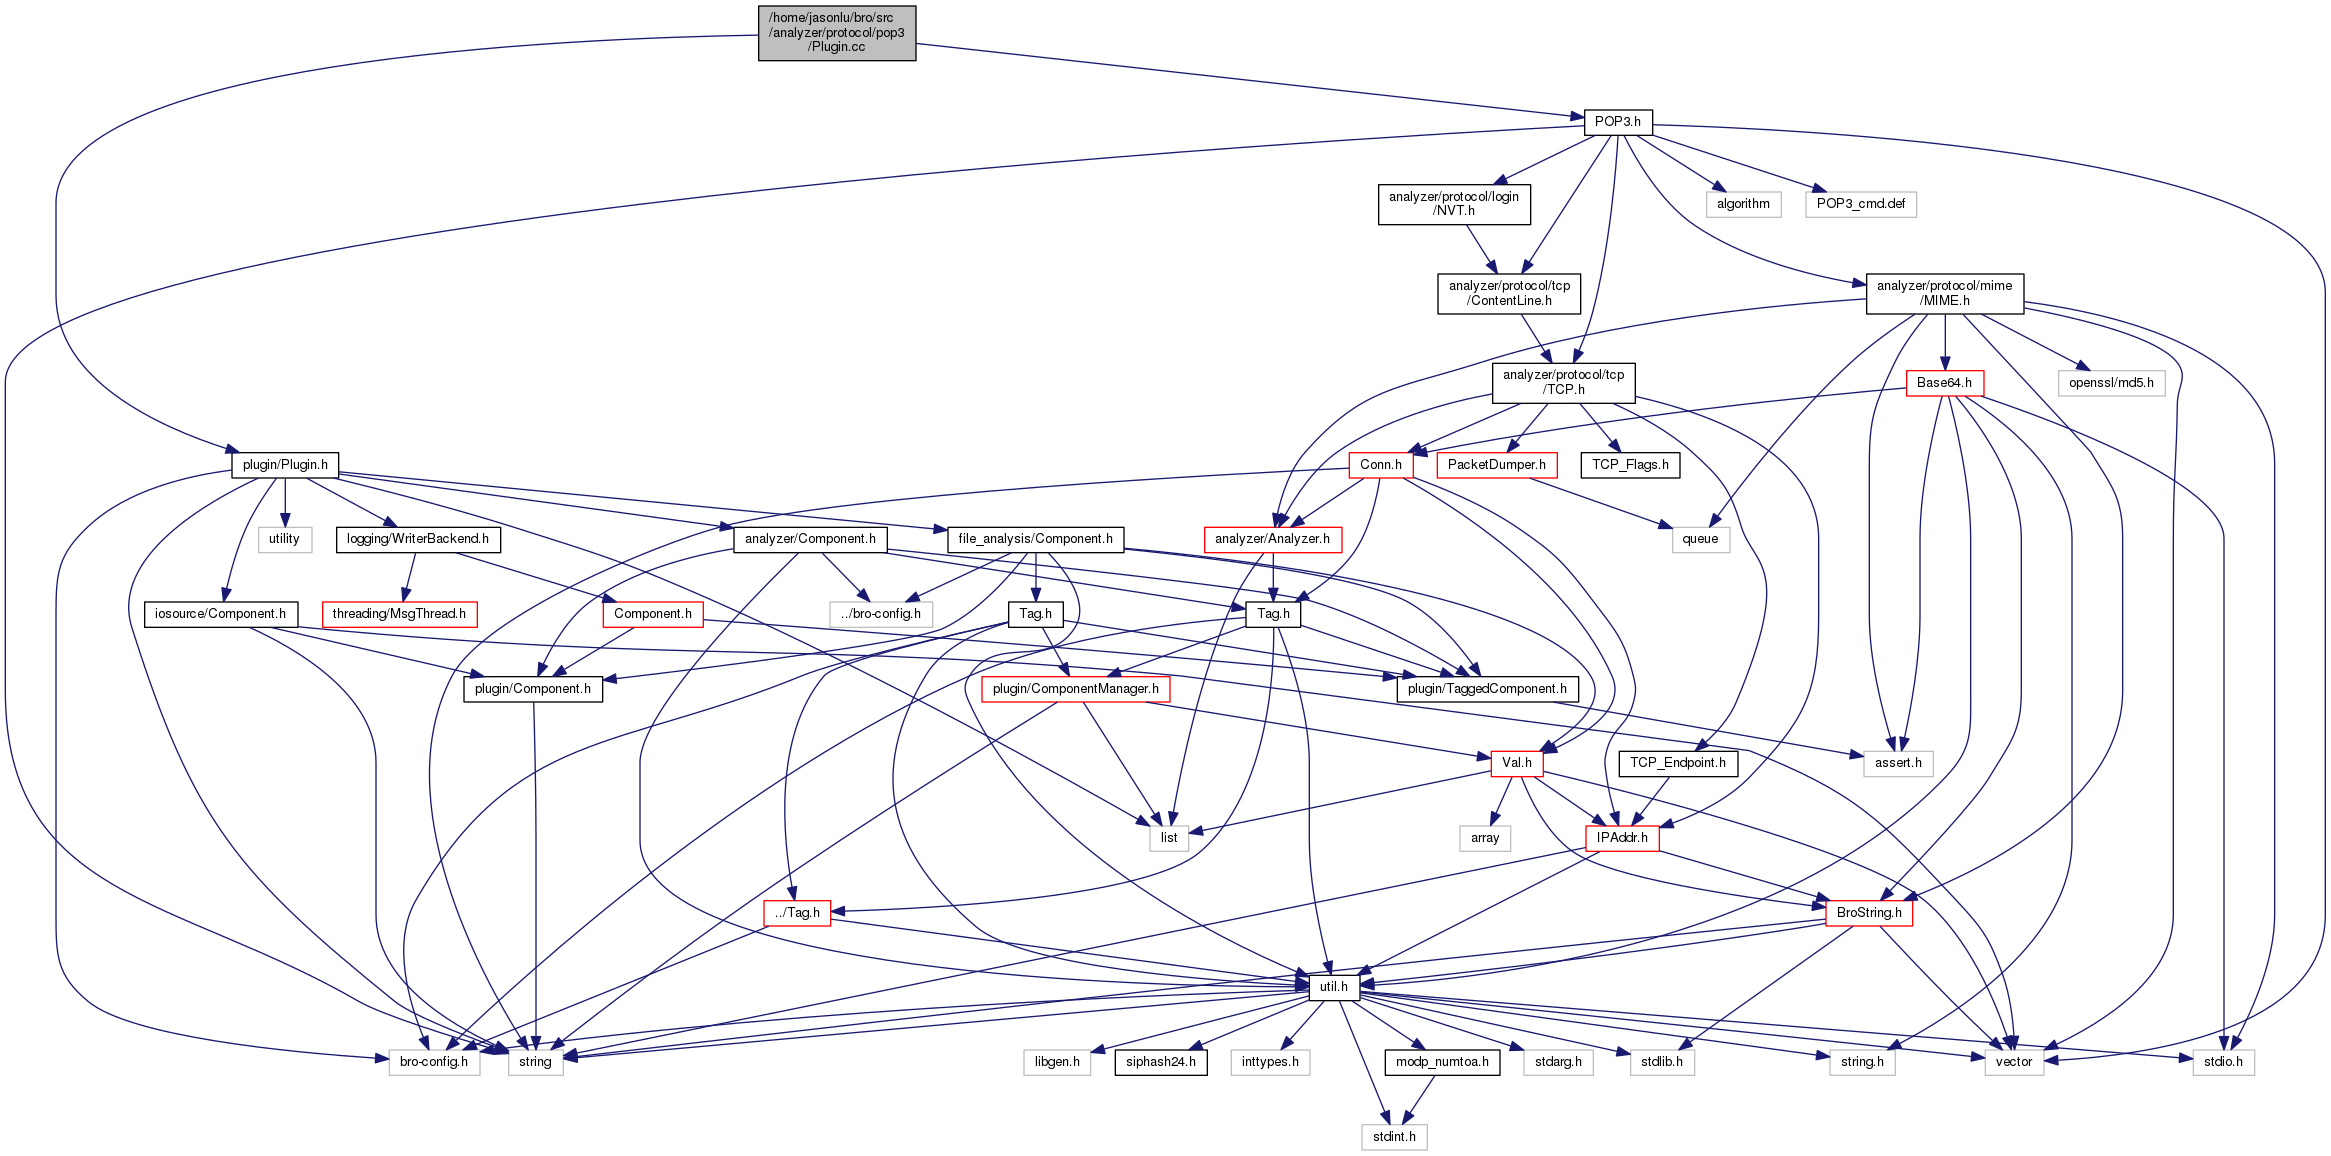 /home/jasonlu/bro/src
/analyzer/protocol/pop3
/Plugin.cc
POP3.h
analyzer/protocol/login
/NVT.h
algorithm
POP3_cmd.def
analyzer/protocol/tcp
/ContentLine.h
analyzer/protocol/mime
/MIME.h
analyzer/protocol/tcp
/TCP.h
Base64.h
openssl/md5.h
plugin/Plugin.h
Conn.h
PacketDumper.h
TCP_Flags.h
utility
logging/WriterBackend.h
analyzer/Component.h
file_analysis/Component.h
analyzer/Analyzer.h
queue
iosource/Component.h
threading/MsgThread.h
Component.h
../bro-config.h
Tag.h
Tag.h
plugin/Component.h
plugin/ComponentManager.h
plugin/TaggedComponent.h
Val.h
TCP_Endpoint.h
assert.h
list
array
IPAddr.h
../Tag.h
BroString.h
util.h
bro-config.h
string
libgen.h
siphash24.h
inttypes.h
modp_numtoa.h
stdarg.h
stdlib.h
string.h
vector
stdio.h
stdint.h